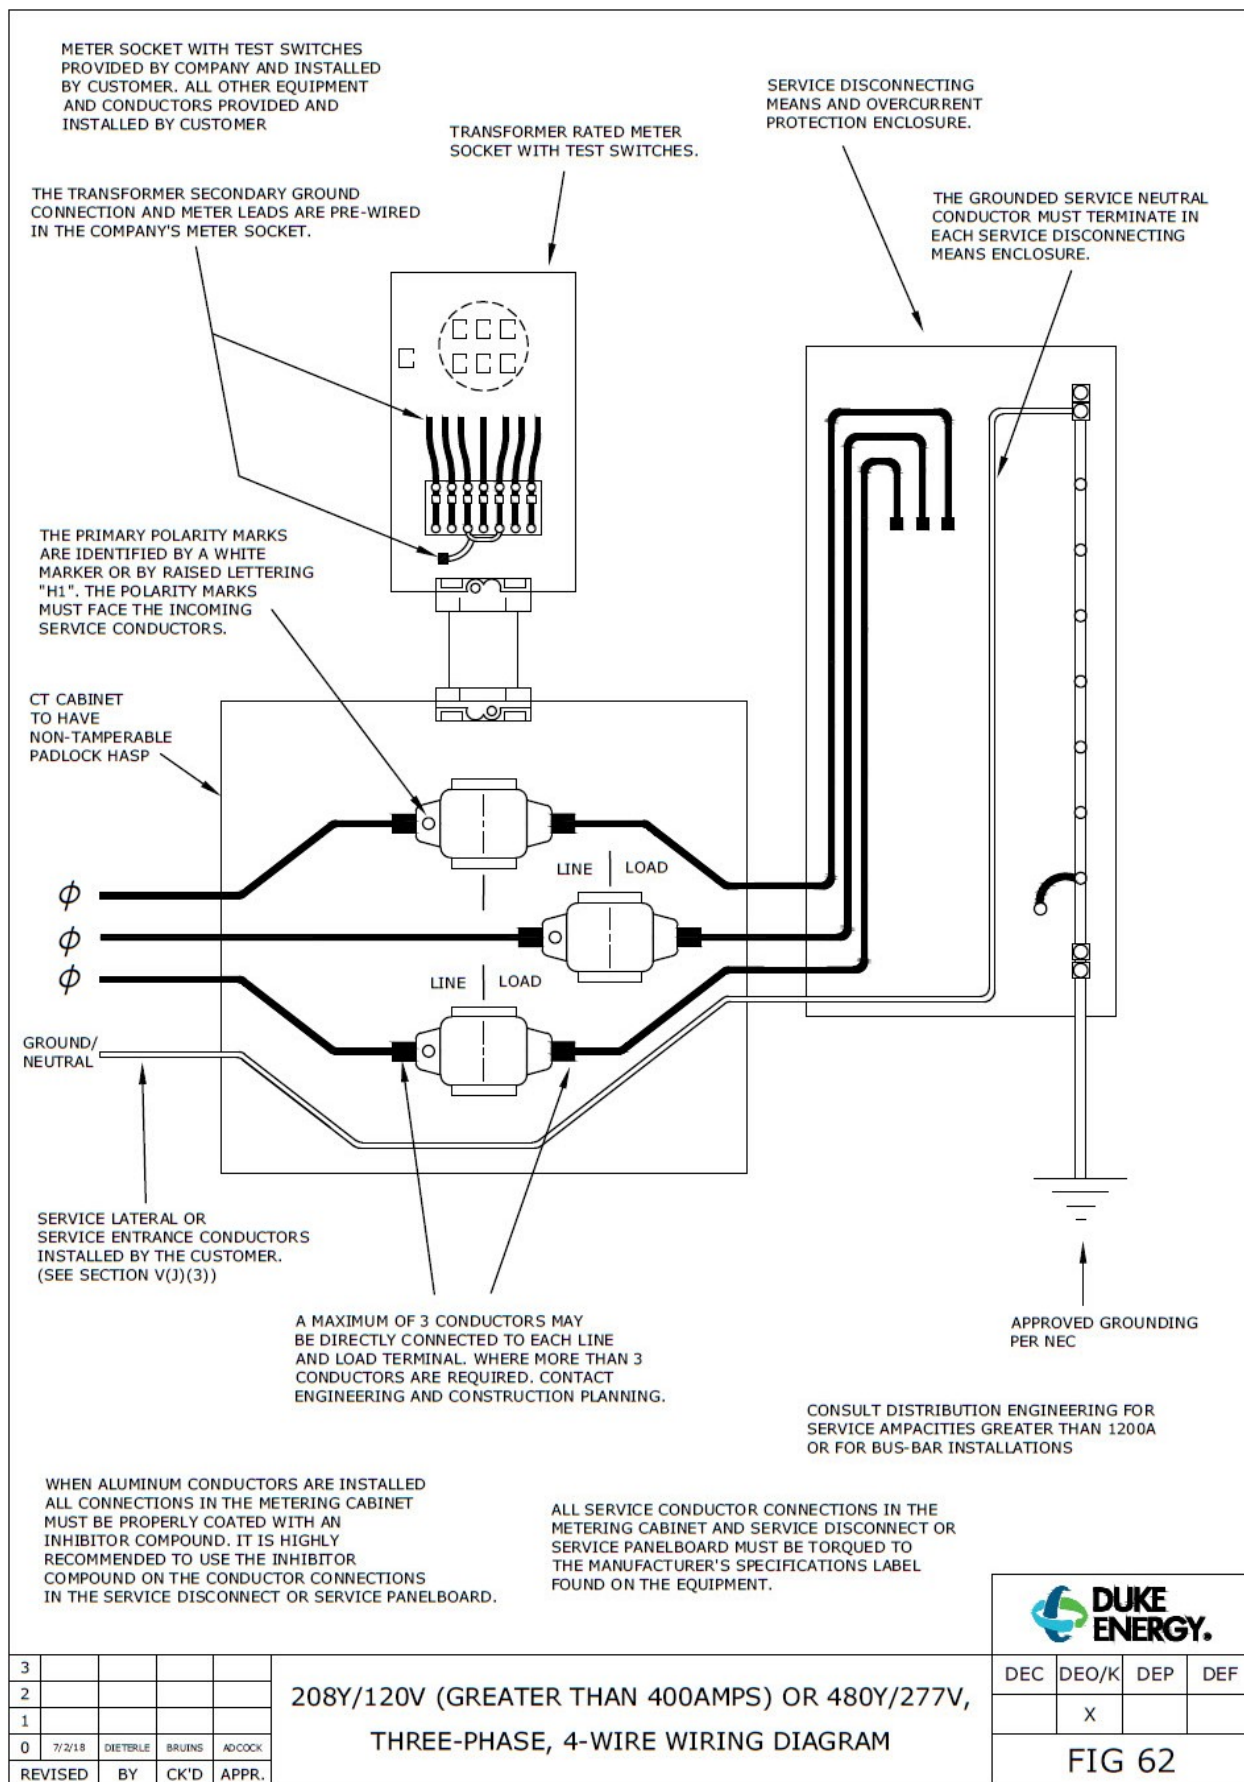 METER SOCKET WITH TEST SWITCHES
PROVIDED BY COMPANY AND INSTALLED
BY CUSTOMER. ALL OTHER EQUIPMENT
AND CONDUCTORS PROVIDED AND
INSTALLED BY CUSTOMER
TRANSFORMER RATED METER
SOCKET WITH TEST SWITCHES.
SERVICE DISCONNECTING
MEANS AND OVERCURRENT
PROTECTION ENCLOSURE.
THE TRANSFORMER SECONDARY GROUND
CONNECTION AND METER LEADS ARE PRE-WIRED
IN THE COMPANY'S METER SOCKET.
THE GROUNDED SERVICE NEUTRAL
CONDUCTOR MUST TERMINATE IN
EACH SERVICE DISCONNECTING
MEANS ENCLOSURE.
THE PRIMARY POLARITY MARKS
ARE IDENTIFIED BY A WHITE
MARKER OR BY RAISED LETTERING
"H1". THE POLARITY MARKS
MUST FACE THE INCOMING
SERVICE CONDUCTORS.
CT CABINET
TO HAVE
NON-TAMPERABLE
PADLOCK HASP
LINE LOAD
ϕ
ϕ
ϕ
LINE LOAD
GROUND/
NEUTRAL
SERVICE LATERAL OR
SERVICE ENTRANCE CONDUCTORS
INSTALLED BY THE CUSTOMER.
(SEE SECTION V(J)(3))
A MAXIMUM OF 3 CONDUCTORS MAY
BE DIRECTLY CONNECTED TO EACH LINE
AND LOAD TERMINAL. WHERE MORE THAN 3
CONDUCTORS ARE REQUIRED. CONTACT
ENGINEERING AND CONSTRUCTION PLANNING.
APPROVED GROUNDING
PER NEC
CONSULT DISTRIBUTION ENGINEERING FOR
SERVICE AMPACITIES GREATER THAN 1200A
OR FOR BUS-BAR INSTALLATIONS
WHEN ALUMINUM CONDUCTORS ARE INSTALLED
ALL CONNECTIONS IN THE METERING CABINET
MUST BE PROPERLY COATED WITH AN
INHIBITOR COMPOUND. IT IS HIGHLY
RECOMMENDED TO USE THE INHIBITOR
COMPOUND ON THE CONDUCTOR CONNECTIONS
IN THE SERVICE DISCONNECT OR SERVICE PANELBOARD.
ALL SERVICE CONDUCTOR CONNECTIONS IN THE
METERING CABINET AND SERVICE DISCONNECT OR
SERVICE PANELBOARD MUST BE TORQUED TO
THE MANUFACTURER'S SPECIFICATIONS LABEL
FOUND ON THE EQUIPMENT.
DUKE
ENERGY.
3
2
1
0 7/2/18 DIETERLE BRUINS ADCOCK
REVISED BY CK'D APPR.
208Y/120V (GREATER THAN 400AMPS) OR 480Y/277V,
THREE-PHASE, 4-WIRE WIRING DIAGRAM
DEC DEO/K DEP DEF
X
FIG 62